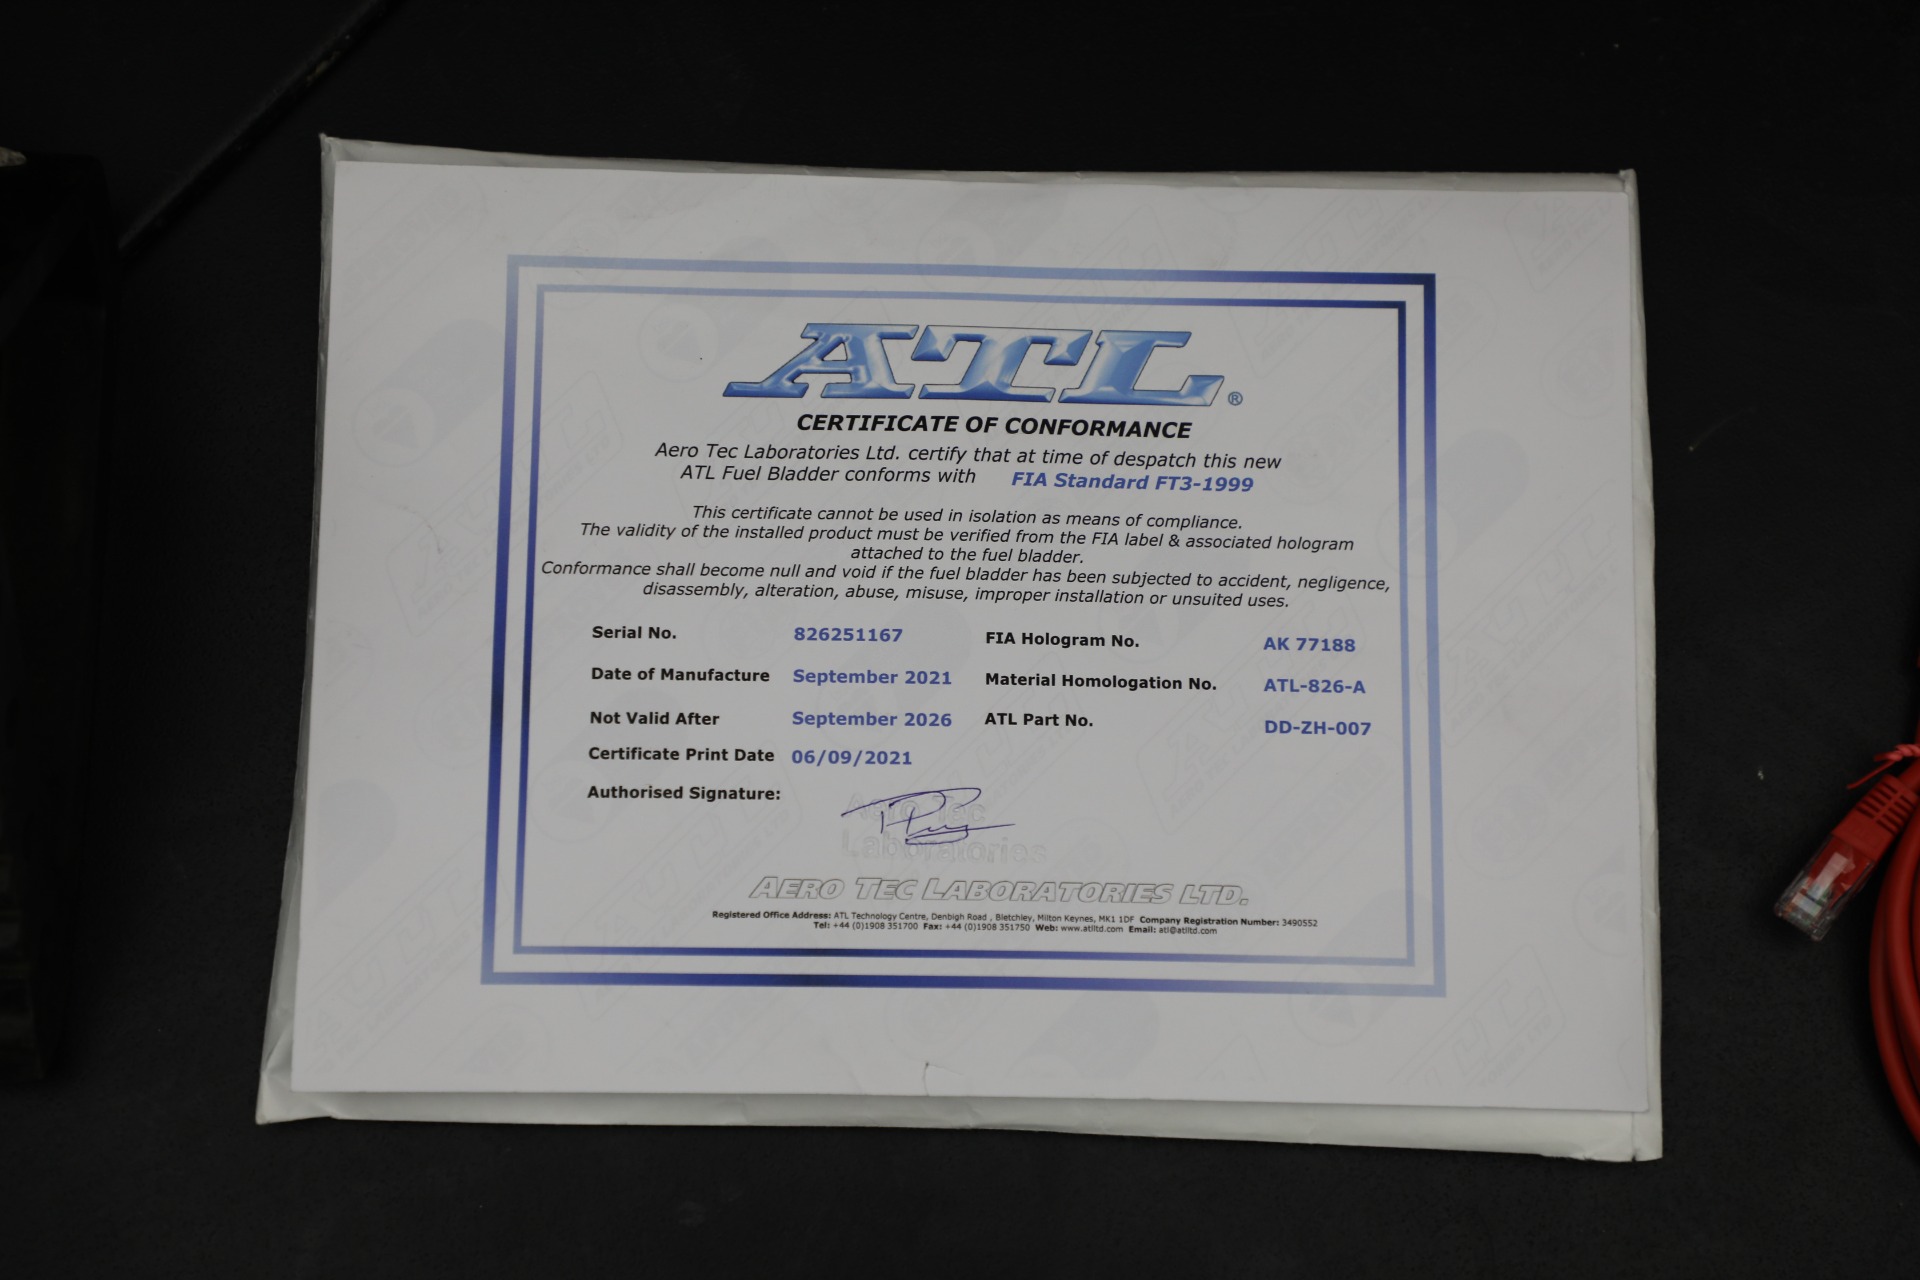 ATL®
CERTIFICATE OF CONFORMANCE
Aero Tec Laboratories Ltd. certify that at time of despatch this new
ATL Fuel Bladder conforms with FIA Standard FT3-1999
This certificate cannot be used in isolation as means of compliance.
The validity of the installed product must be verified from the FIA label & associated hologram
attached to the fuel bladder.
Conformance shall become null and void if the fuel bladder has been subjected to accident, negligence,
disassembly, alteration, abuse, misuse, improper installation or unsuited uses.
Serial No. 826251167 FIA Hologram No. AK 77188
Date of Manufacture September 2021 Material Homologation No. ATL-826-A
Not Valid After September 2026 ATL Part No. DD-ZH-007
Certificate Print Date 06/09/2021
Authorised Signature:
Aero Tec
Laboratories
AERO TEC LABORATORIES LTD.
Registered Office Address: ATL Technology Centre, Denbigh Road , Bletchley, Milton Keynes, MK1 1DF Company Registration Number: 3490552
Tel: +44 (0)1908 351700 Fax: +44 (0)1908 351750 Web: www.atlltd.com Email: atl@atlltd.com